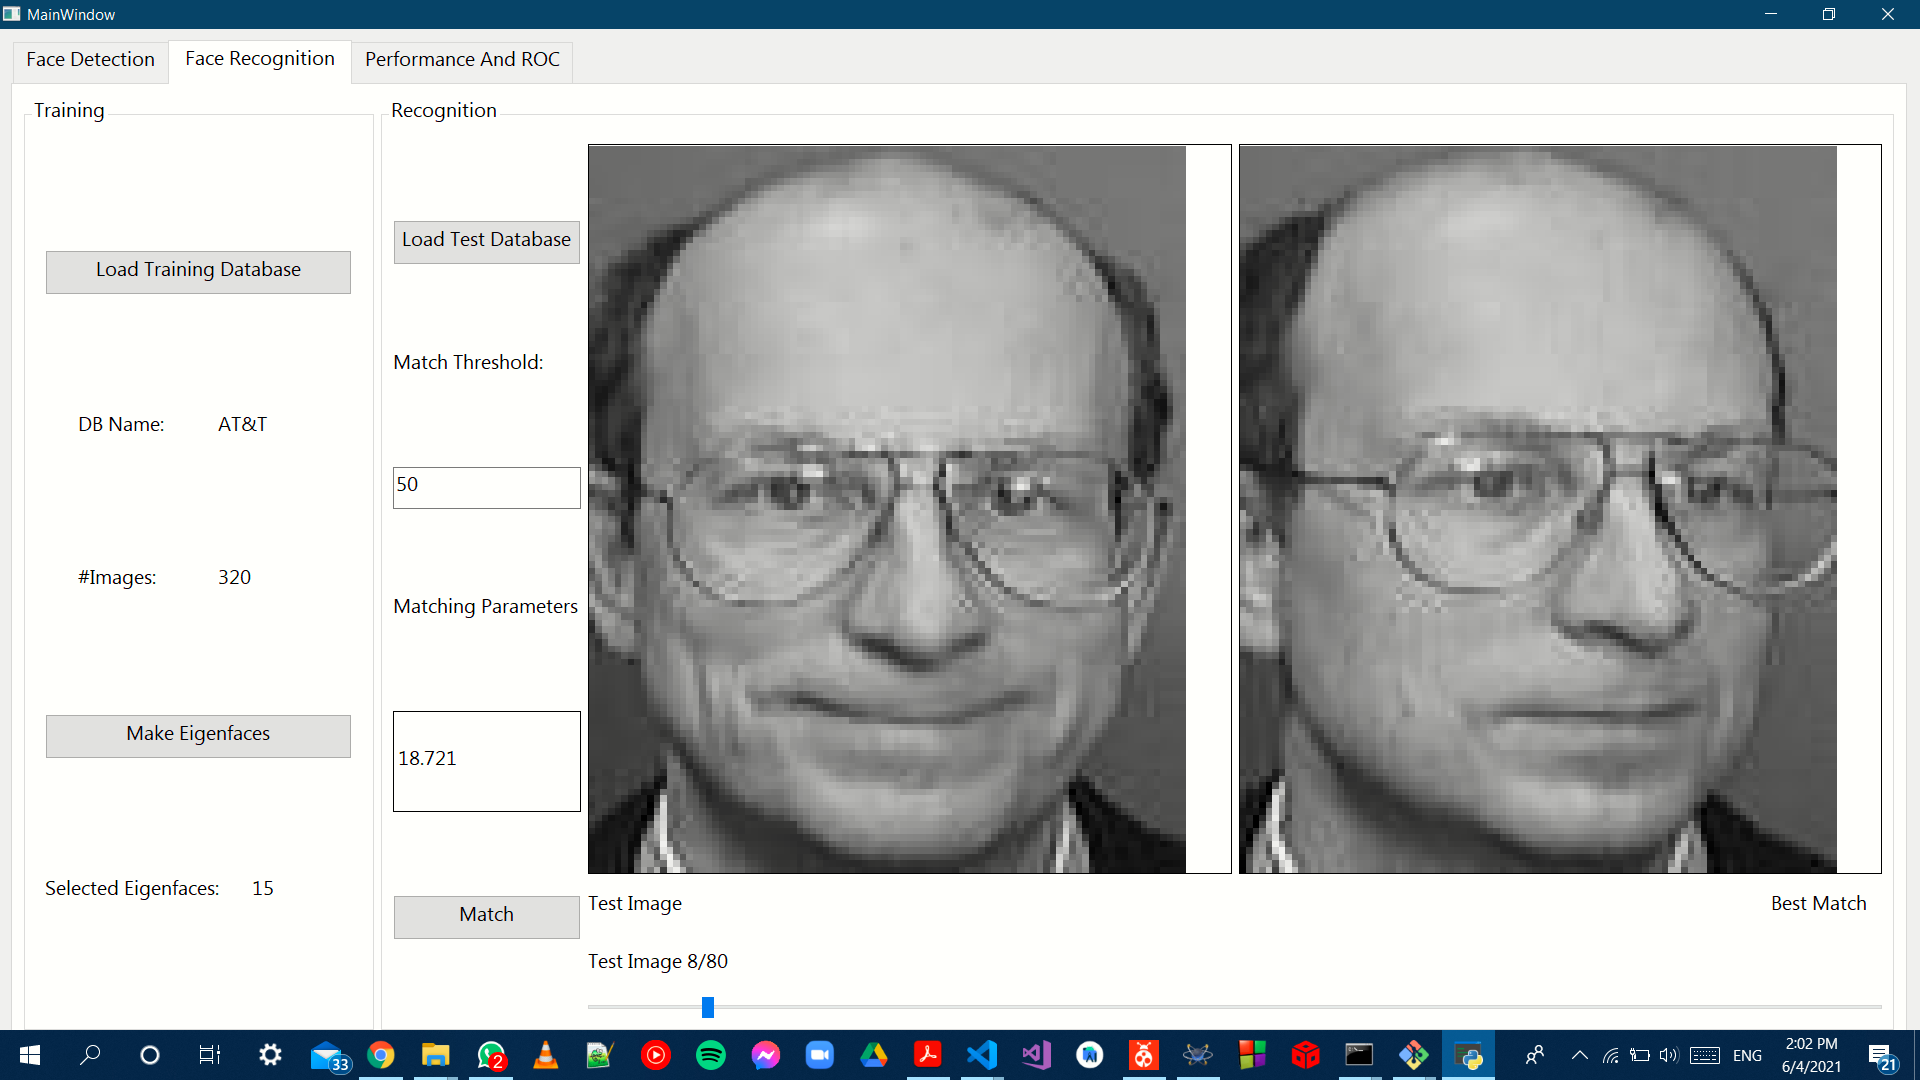 MainWindow
Face Detection
Face Recognition
Performance And ROC
Training
Load Training Database
DB Name: AT&T
#Images: 320
Make Eigenfaces
Selected Eigenfaces: 15
Recognition
Load Test Database
Match Threshold:
50
Matching Parameters
18.721
Match
Test Image
Best Match
Test Image 8/80
33
2
ENG
2:02 PM
6/4/2021
21